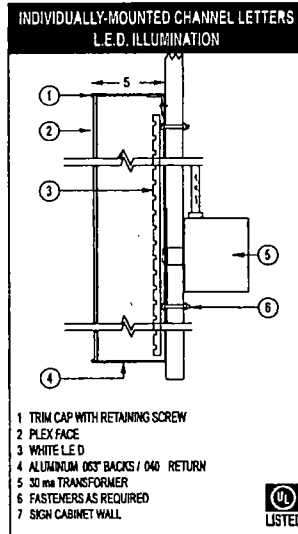 INDIVIDUALLY-MOUNTED CHANNEL LETTERS
L.E.D. ILLUMINATION
5
1
2
3
5
6
4
1 TRIM CAP WITH RETAINING SCREW
2 PLEX FACE
3 WHITE L.E D
4 ALUMINUM .063" BACKS / .040 RETURN
5 30 ma TRANSFORMER
6 FASTENERS AS REQUIRED
7 SIGN CABINET WALL
UL
LISTED